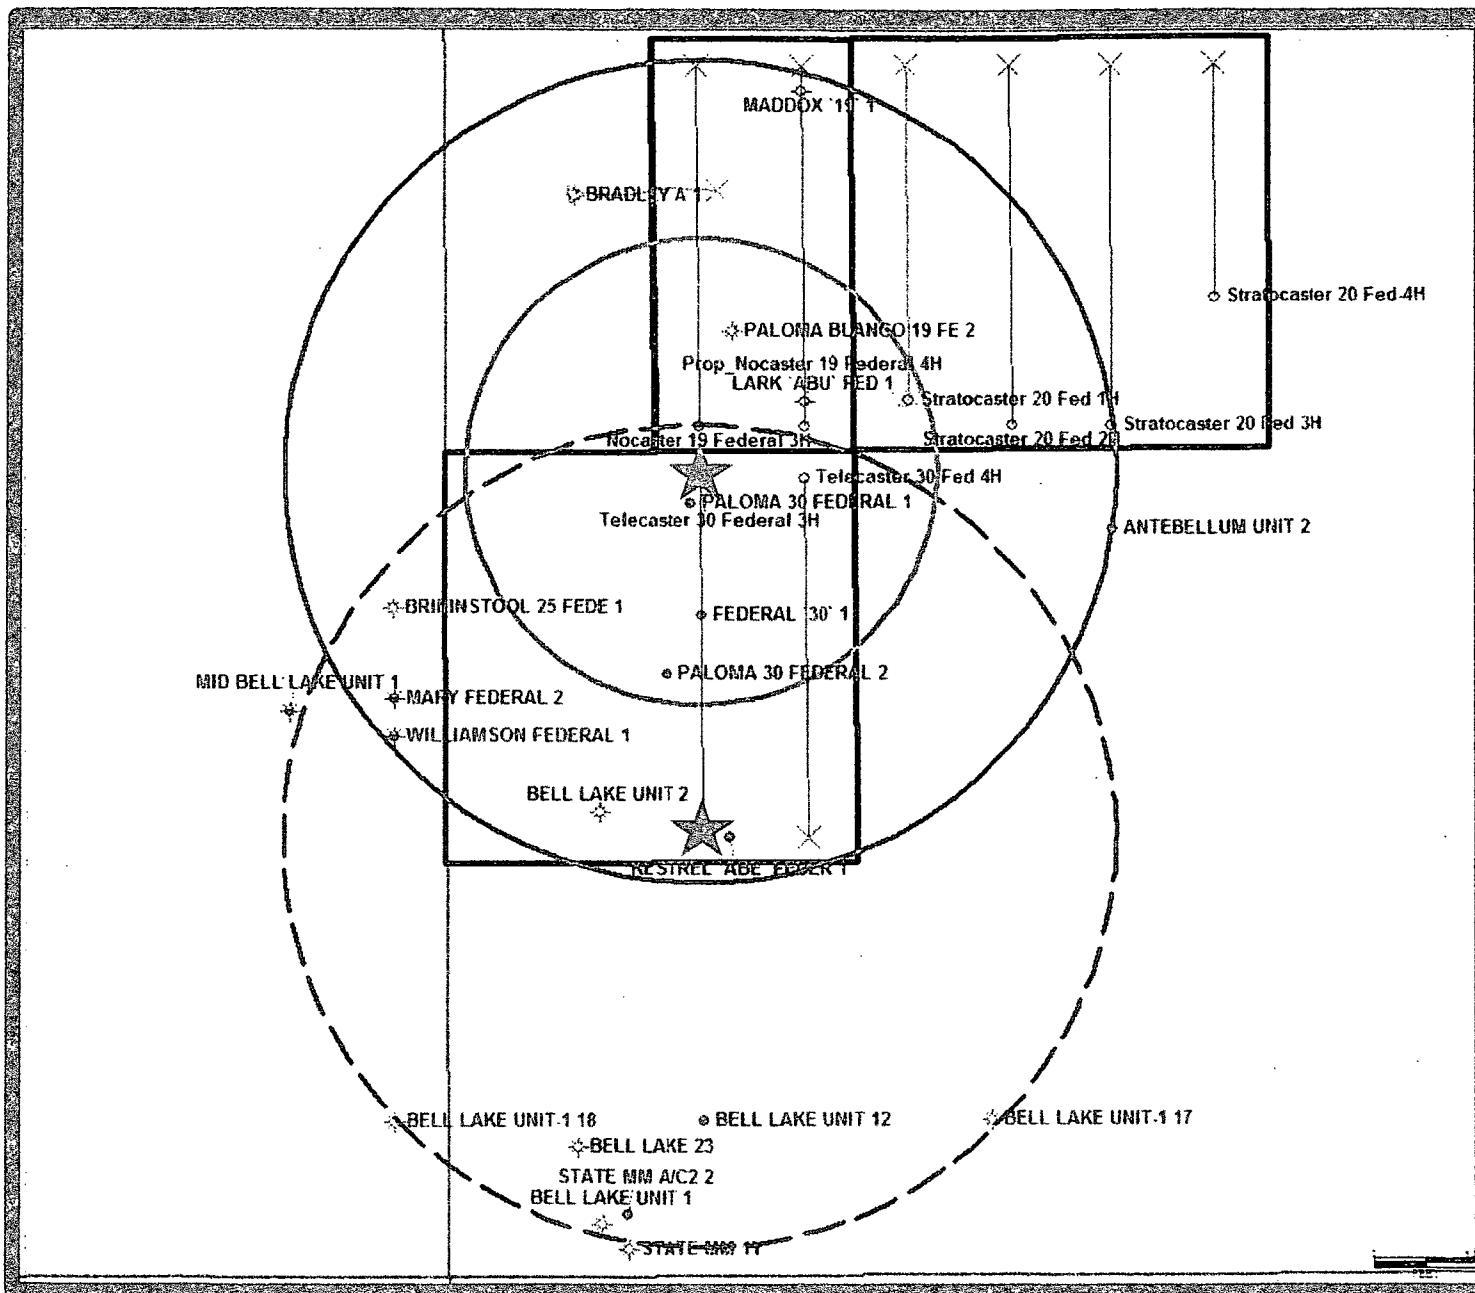 MADDOX '19' 1
BRADLEY A 1
Stratocaster 20 Fed-4H
PALOMA BLANCO 19 FE 2
Prop_Nocaster 19 Federal 4H
LARK 'ABU' FED 1
Stratocaster 20 Fed 1H
Nocaster 19 Federal 3H
Stratocaster 20 Fed 2H
Stratocaster 20 Fed 3H
Telecaster 30 Fed 4H
PALOMA 30 FEDERAL 1
Telecaster 30 Federal 3H
ANTEBELLUM UNIT 2
BRININSTOOL 25 FEDE 1
FEDERAL '30' 1
PALOMA 30 FEDERAL 2
MID BELL LAKE UNIT 1
MARY FEDERAL 2
WILLIAMSON FEDERAL 1
BELL LAKE UNIT 2
KESTREL 'ABE' FEDER 1
BELL LAKE UNIT-1 18
BELL LAKE UNIT 12
BELL LAKE UNIT-1 17
BELL LAKE 23
STATE MM A/C2 2
BELL LAKE UNIT 1
STATE MM